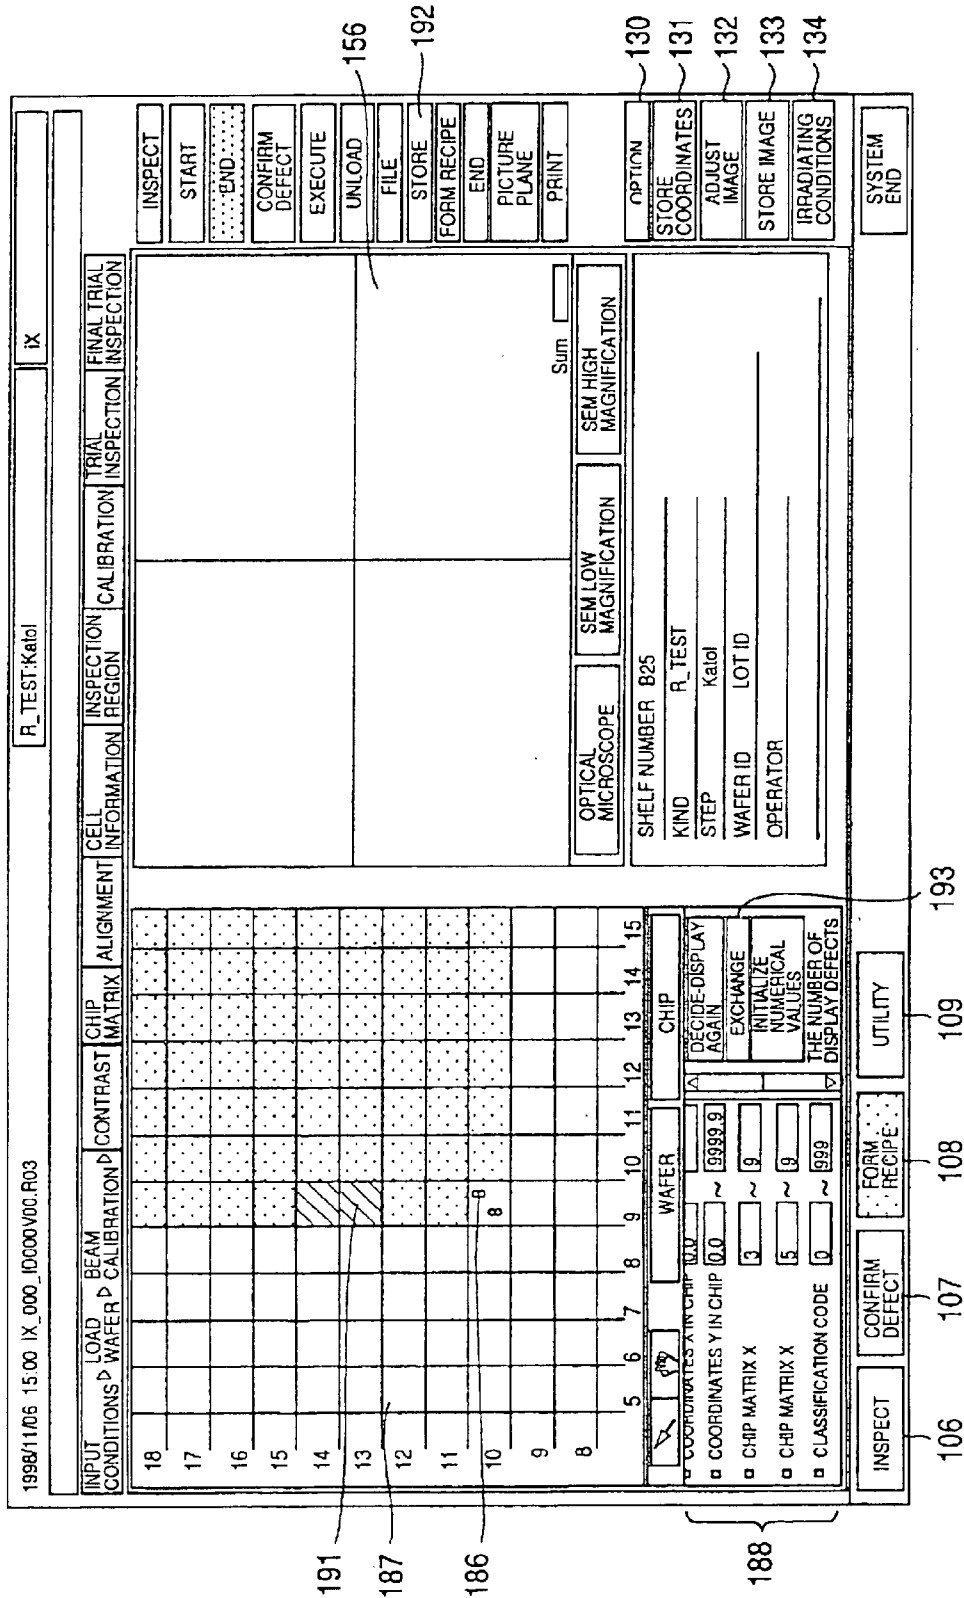 1998/11/06 15:00 IX_000_ID000V00.R03
R_TEST:Katol
iX
INPUT
CONDITIONS
LOAD
WAFER
BEAM
CALIBRATION
CONTRAST
CHIP
MATRIX
ALIGNMENT
CELL
INFORMATION
INSPECTION
REGION
CALIBRATION
TRIAL
INSPECTION
FINAL TRIAL
INSPECTION
18
17
16
15
14
13
12
11
10
9
8
5 6 7 8 9 10 11 12 13 14 15
8
8
INSPECT
START
END
CONFIRM
DEFECT
EXECUTE
UNLOAD
FILE
STORE
FORM RECIPE
END
PICTURE
PLANE
PRINT
156
192
Sum
OPTICAL
MICROSCOPE
SEM LOW
MAGNIFICATION
SEM HIGH
MAGNIFICATION
OPTION
STORE
COORDINATES
ADJUST
IMAGE
STORE IMAGE
IRRADIATING
CONDITIONS
130
131
132
133
134
WAFER
CHIP
COORDINATES X IN CHIP 0.0
COORDINATES Y IN CHIP 0.0 ~ 9999.9
CHIP MATRIX X 3 ~ 9
CHIP MATRIX X 5 ~ 9
CLASSIFICATION CODE 0 ~ 999
DECIDE-DISPLAY
AGAIN
EXCHANGE
INITIALIZE
NUMERICAL
VALUES
THE NUMBER OF
DISPLAY DEFECTS
SHELF NUMBER B25
KIND R_TEST
STEP Katol
WAFER ID LOT ID
OPERATOR
INSPECT
CONFIRM
DEFECT
FORM
RECIPE
UTILITY
SYSTEM
END
191
187
186
188
106
107
108
109
193